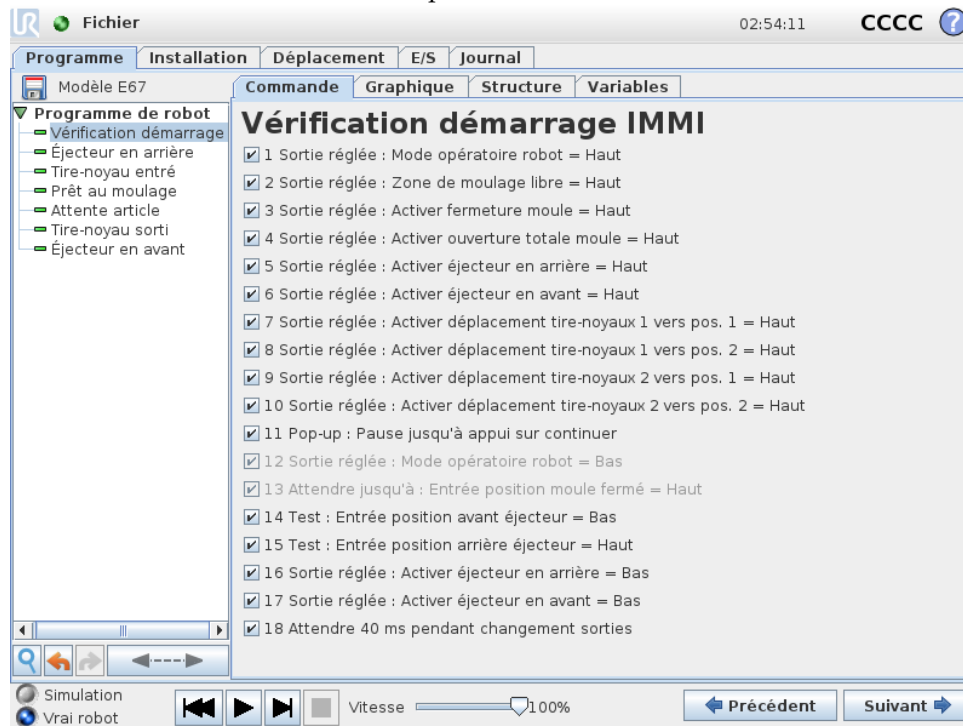 UR Fichier 02:54:11 CCCC ?
Programme Installation Déplacement E/S Journal
Modèle E67
Commande Graphique Structure Variables
Programme de robot
Vérification démarrage
Éjecteur en arrière
Tire-noyau entré
Prêt au moulage
Attente article
Tire-noyau sorti
Éjecteur en avant
Vérification démarrage IMMI
1 Sortie réglée : Mode opératoire robot = Haut
2 Sortie réglée : Zone de moulage libre = Haut
3 Sortie réglée : Activer fermeture moule = Haut
4 Sortie réglée : Activer ouverture totale moule = Haut
5 Sortie réglée : Activer éjecteur en arrière = Haut
6 Sortie réglée : Activer éjecteur en avant = Haut
7 Sortie réglée : Activer déplacement tire-noyaux 1 vers pos. 1 = Haut
8 Sortie réglée : Activer déplacement tire-noyaux 1 vers pos. 2 = Haut
9 Sortie réglée : Activer déplacement tire-noyaux 2 vers pos. 1 = Haut
10 Sortie réglée : Activer déplacement tire-noyaux 2 vers pos. 2 = Haut
11 Pop-up : Pause jusqu'à appui sur continuer
12 Sortie réglée : Mode opératoire robot = Bas
13 Attendre jusqu'à : Entrée position moule fermé = Haut
14 Test : Entrée position avant éjecteur = Bas
15 Test : Entrée position arrière éjecteur = Haut
16 Sortie réglée : Activer éjecteur en arrière = Bas
17 Sortie réglée : Activer éjecteur en avant = Bas
18 Attendre 40 ms pendant changement sorties
Simulation
Vrai robot
Vitesse 100%
Précédent Suivant